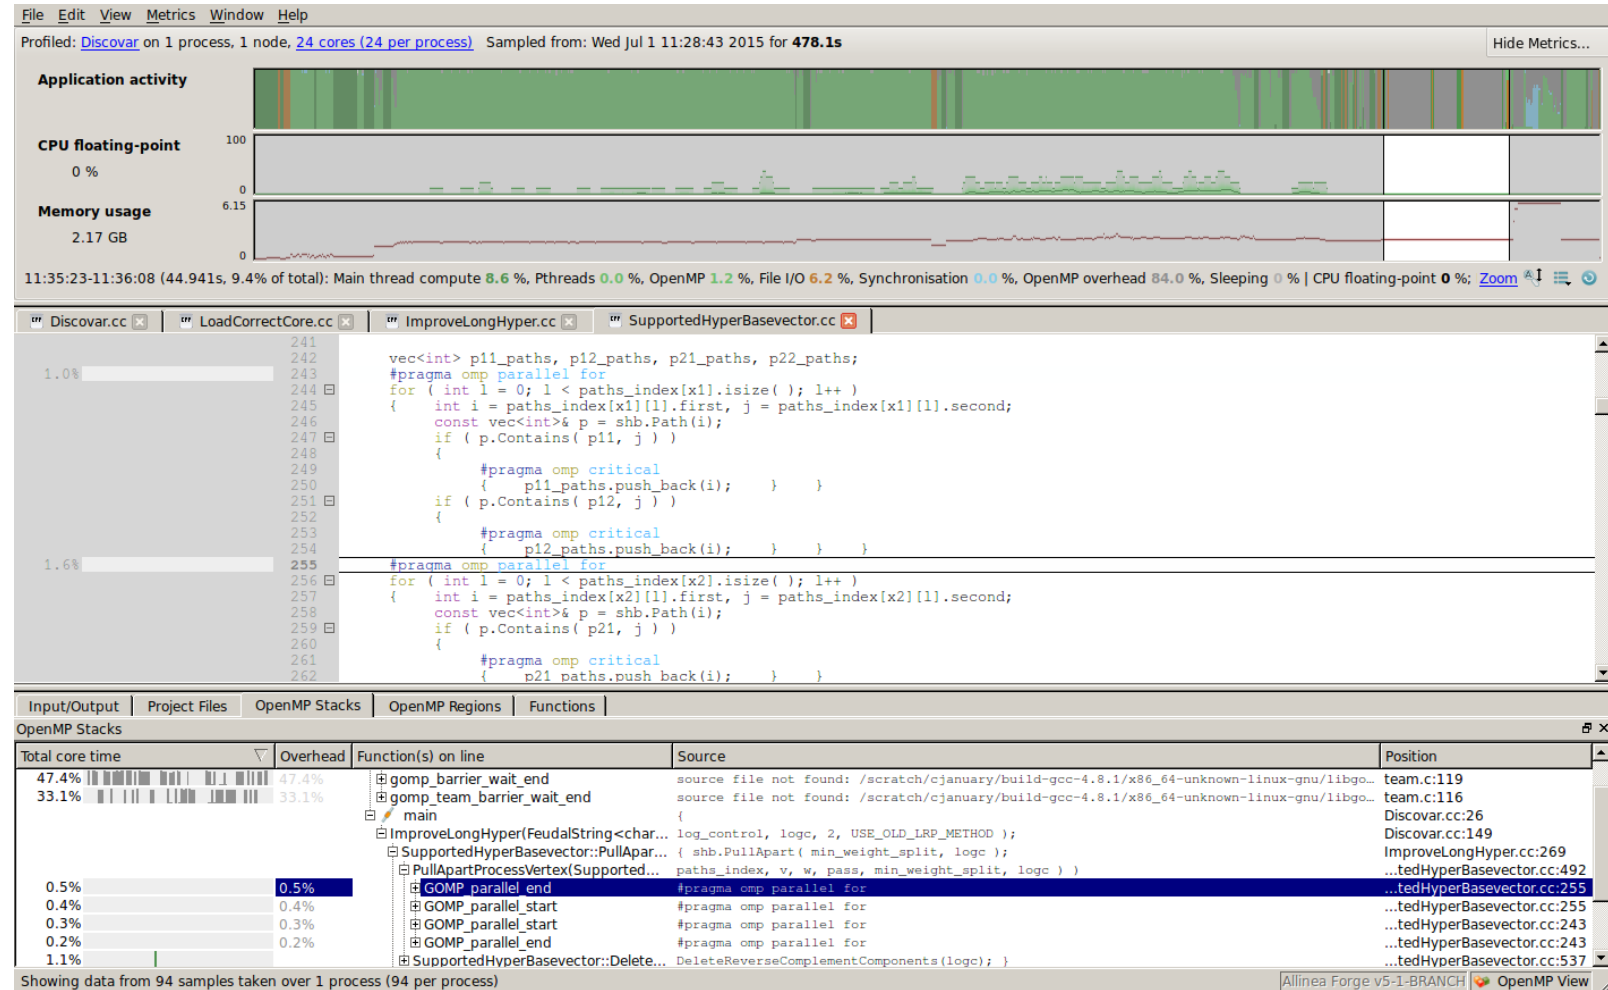 File Edit View Metrics Window Help
Profiled: Discovar on 1 process, 1 node, 24 cores (24 per process) Sampled from: Wed Jul 1 11:28:43 2015 for 478.1s Hide Metrics...
Application activity
CPU floating-point 100
0 %
0
Memory usage 6.15
2.17 GB
0
11:35:23-11:36:08 (44.941s, 9.4% of total): Main thread compute 8.6 %, Pthreads 0.0 %, OpenMP 1.2 %, File I/O 6.2 %, Synchronisation 0.0 %, OpenMP overhead 84.0 %, Sleeping 0 % | CPU floating-point 0 %; Zoom
Discovar.cc LoadCorrectCore.cc ImproveLongHyper.cc SupportedHyperBasevector.cc
241
242 vec<int> p11_paths, p12_paths, p21_paths, p22_paths;
1.0% 243 #pragma omp parallel for
244 for ( int l = 0; l < paths_index[x1].isize( ); l++ )
245 { int i = paths_index[x1][l].first, j = paths_index[x1][l].second;
246 const vec<int>& p = shb.Path(i);
247 if ( p.Contains( p11, j ) )
248 {
249 #pragma omp critical
250 { p11_paths.push_back(i); } }
251 if ( p.Contains( p12, j ) )
252 {
253 #pragma omp critical
254 { p12_paths.push_back(i); } } }
1.6% 255 #pragma omp parallel for
256 for ( int l = 0; l < paths_index[x2].isize( ); l++ )
257 { int i = paths_index[x2][l].first, j = paths_index[x2][l].second;
258 const vec<int>& p = shb.Path(i);
259 if ( p.Contains( p21, j ) )
260 {
261 #pragma omp critical
262 { p21_paths.push_back(i); } }
Input/Output Project Files OpenMP Stacks OpenMP Regions Functions
OpenMP Stacks
Total core time Overhead Function(s) on line Source Position
47.4% 47.4% gomp_barrier_wait_end source file not found: /scratch/cjanuary/build-gcc-4.8.1/x86_64-unknown-linux-gnu/libgo... team.c:119
33.1% 33.1% gomp_team_barrier_wait_end source file not found: /scratch/cjanuary/build-gcc-4.8.1/x86_64-unknown-linux-gnu/libgo... team.c:116
main { Discovar.cc:26
ImproveLongHyper(FeudalString<char... log_control, logc, 2, USE_OLD_LRP_METHOD ); Discovar.cc:149
SupportedHyperBasevector::PullApar... { shb.PullApart( min_weight_split, logc ); ImproveLongHyper.cc:269
PullApartProcessVertex(Supported... paths_index, v, w, pass, min_weight_split, logc ) ) ...tedHyperBasevector.cc:492
0.5% 0.5% GOMP_parallel_end #pragma omp parallel for ...tedHyperBasevector.cc:255
0.4% 0.4% GOMP_parallel_start #pragma omp parallel for ...tedHyperBasevector.cc:255
0.3% 0.3% GOMP_parallel_start #pragma omp parallel for ...tedHyperBasevector.cc:243
0.2% 0.2% GOMP_parallel_end #pragma omp parallel for ...tedHyperBasevector.cc:243
1.1% SupportedHyperBasevector::Delete... DeleteReverseComplementComponents(logc); } ...tedHyperBasevector.cc:537
Showing data from 94 samples taken over 1 process (94 per process) Allinea Forge v5-1-BRANCH OpenMP View